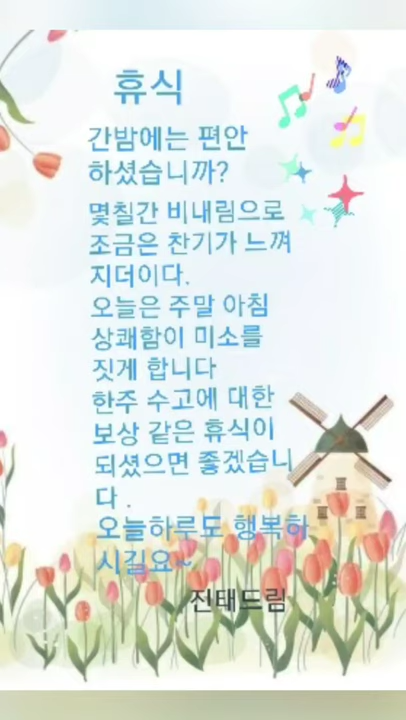 휴식
간밤에는 편안
하셨습니까?
몇칠간 비내림으로
조금은 찬기가 느껴
지더이다.
오늘은 주말 아침
상쾌함이 미소를
짓게 합니다
한주 수고에 대한
보상 같은 휴식이
되셨으면 좋겠습니
다 .
오늘하루도 행복하
시길요~
전태드림